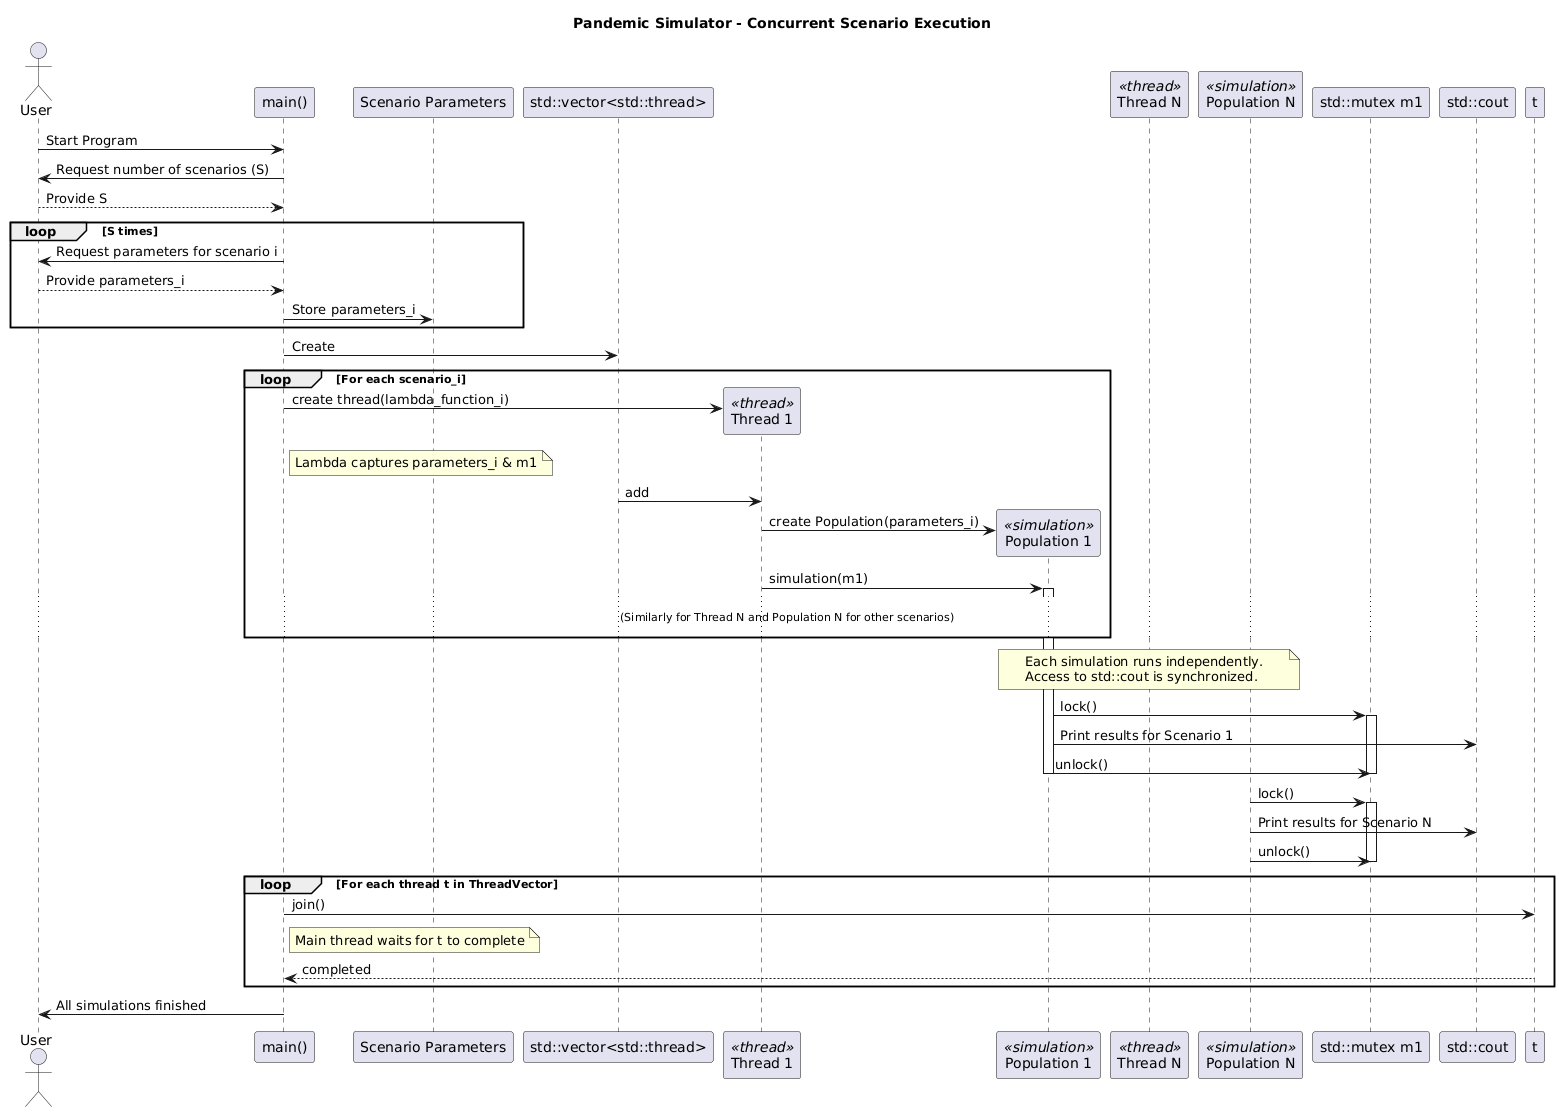 Pandemic Simulator - Concurrent Scenario Execution
User
main()
Scenario Parameters
std::vector<std::thread>
«thread»
Thread N
«simulation»
Population N
std::mutex m1
std::cout
t
Start Program
Request number of scenarios (S)
Provide S
loop [S times]
Request parameters for scenario i
Provide parameters_i
Store parameters_i
Create
loop [For each scenario_i]
create thread(lambda_function_i)
«thread»
Thread 1
Lambda captures parameters_i & m1
add
create Population(parameters_i)
«simulation»
Population 1
simulation(m1)
(Similarly for Thread N and Population N for other scenarios)
Each simulation runs independently.
Access to std::cout is synchronized.
lock()
Print results for Scenario 1
unlock()
lock()
Print results for Scenario N
unlock()
loop [For each thread t in ThreadVector]
join()
Main thread waits for t to complete
completed
All simulations finished
User
main()
Scenario Parameters
std::vector<std::thread>
«thread»
Thread 1
«simulation»
Population 1
«thread»
Thread N
«simulation»
Population N
std::mutex m1
std::cout
t